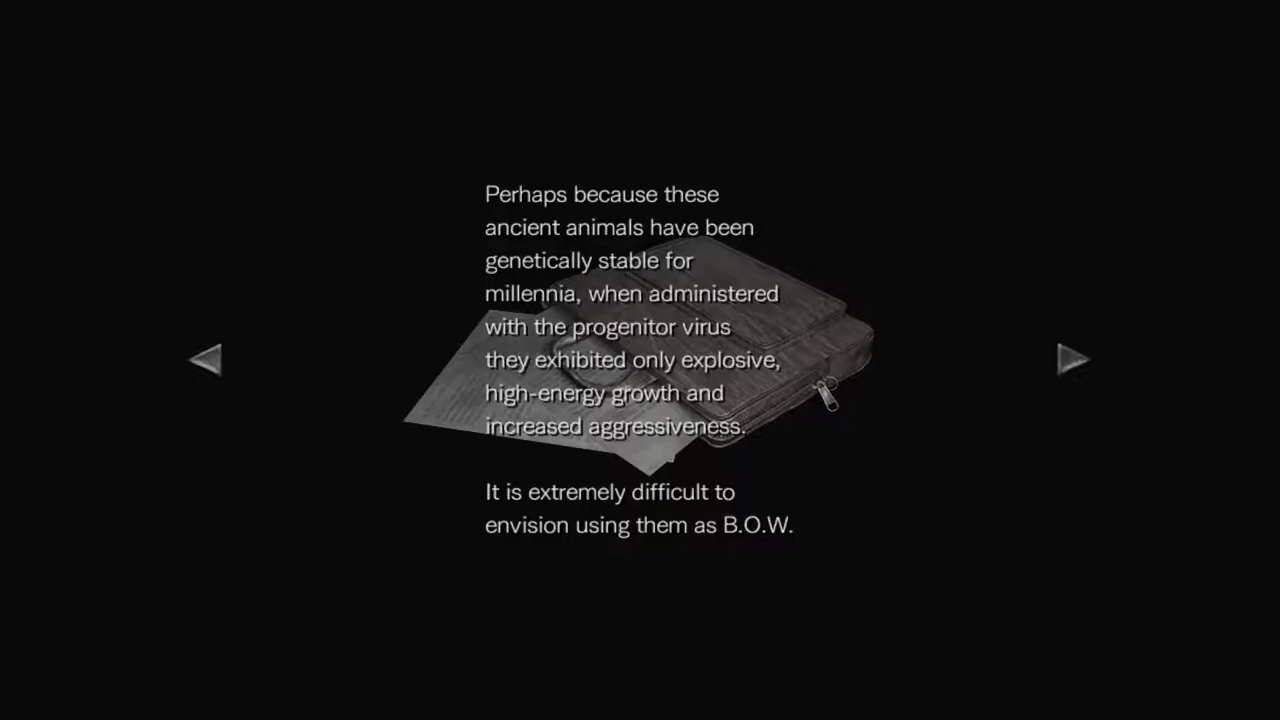 Perhaps because these
ancient animals have been
genetically stable for
millennia, when administered
with the progenitor virus
they exhibited only explosive,
high-energy growth and
increased aggressiveness.
It is extremely difficult to
envision using them as B.O.W.